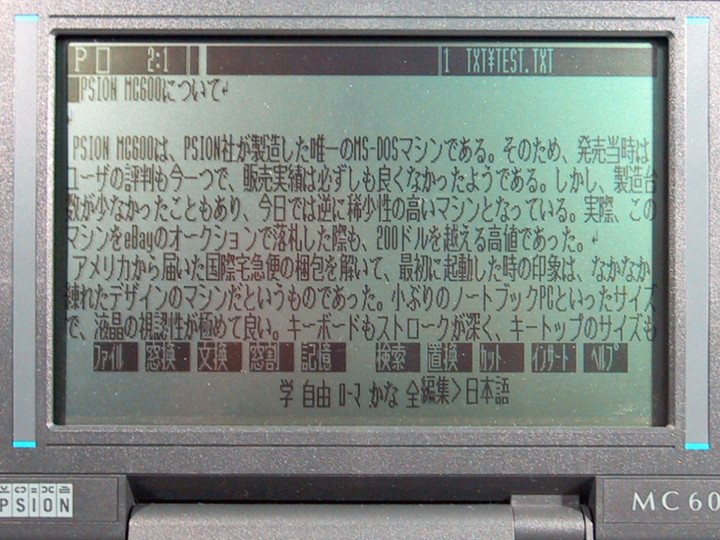 P 2:1 1 TXT¥TEST.TXT
PSION MC600について↵
↵
PSION MC600は、PSION社が製造した唯一のMS-DOSマシンである。そのため、発売当時は
ユーザの評判も今一つで、販売実績は必ずしも良くなかったようである。しかし、製造台
数が少なかったこともあり、今日では逆に稀少性の高いマシンとなっている。実際、この
マシンをeBayのオークションで落札した際も、200ドルを越える高値であった。↵
アメリカから届いた国際宅急便の梱包を解いて、最初に起動した時の印象は、なかなか
練れたデザインのマシンだというものであった。小ぶりのノートブックPCといったサイズ
で、液晶の視認性が極めて良い。キーボードもストロークが深く、キートップのサイズも
ファイル 窓換 文換 窓割 記憶 検索 置換 カット インサート ヘルプ
学 自由 ローマ かな 全編集>日本語
PSION MC60